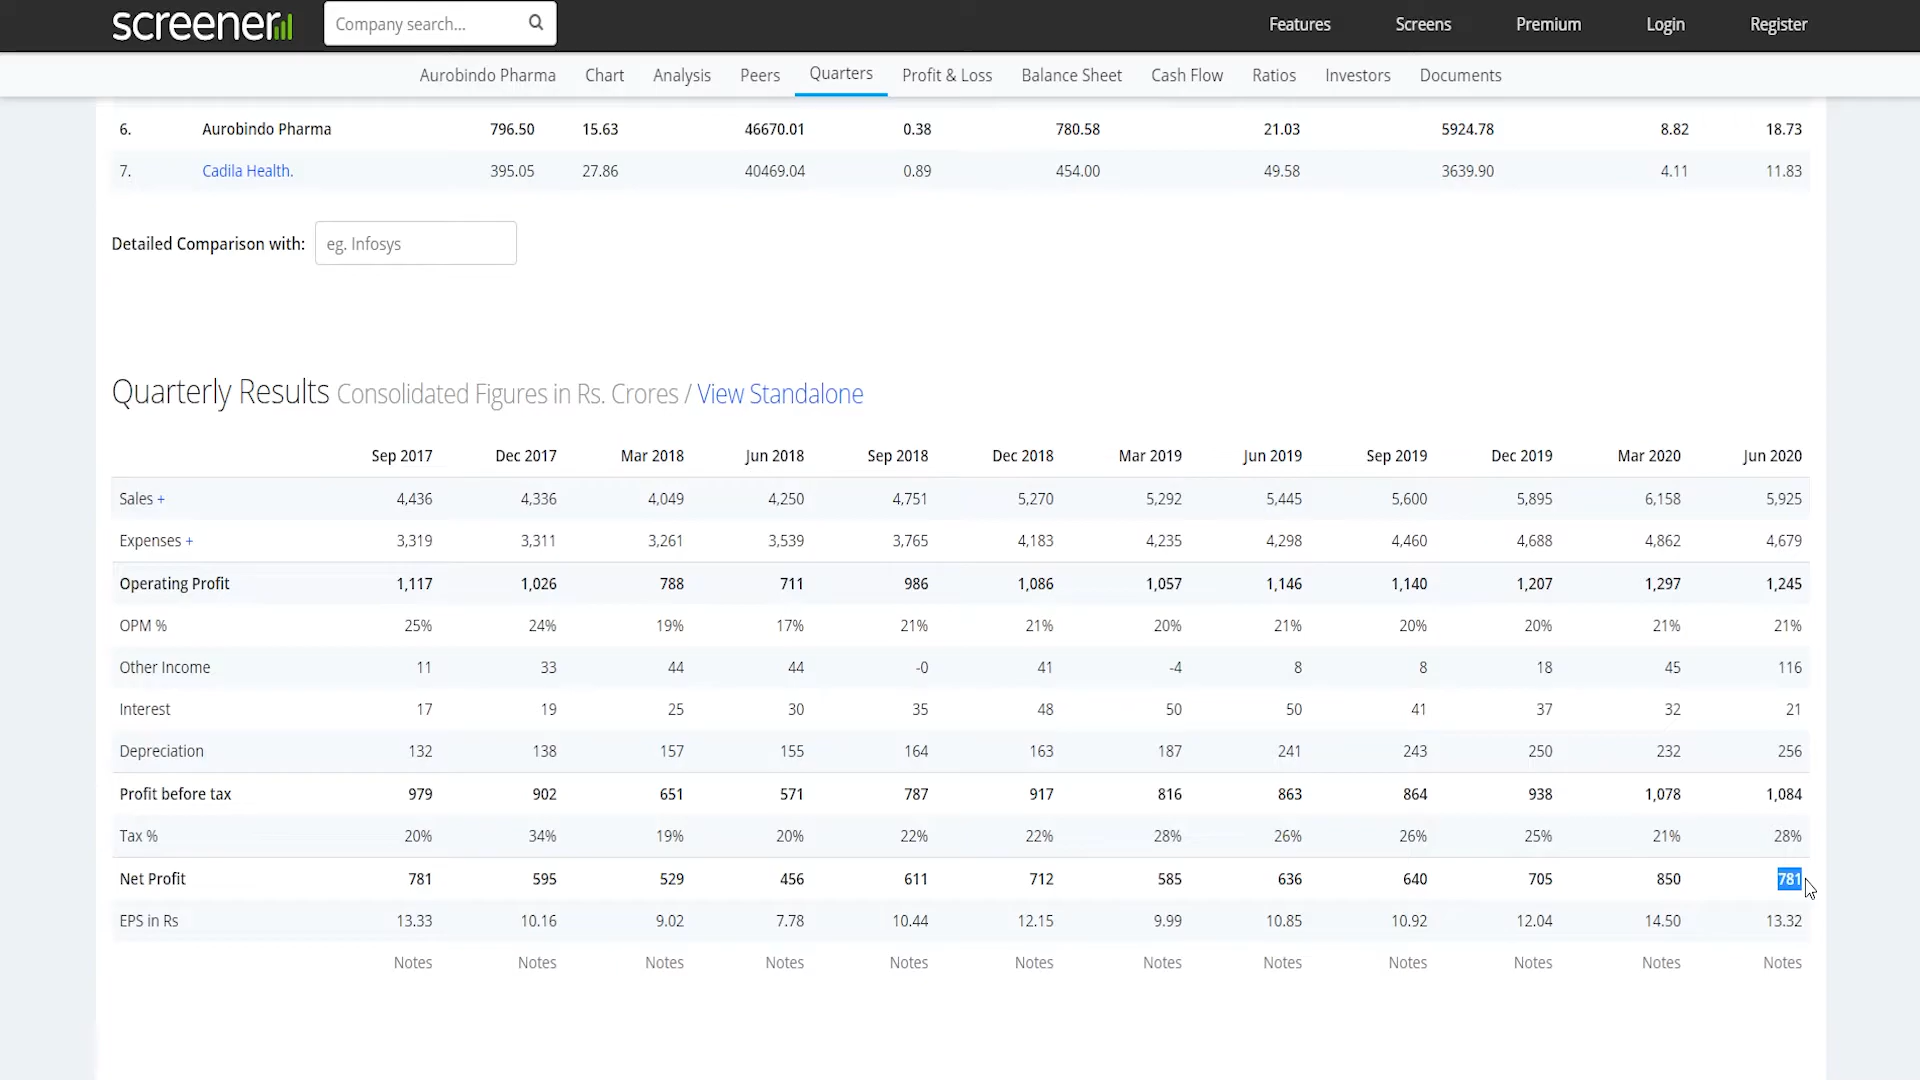 screener
Company search...
Features Screens Premium Login Register
Aurobindo Pharma Chart Analysis Peers Quarters Profit & Loss Balance Sheet Cash Flow Ratios Investors Documents
6. Aurobindo Pharma 796.50 15.63 46670.01 0.38 780.58 21.03 5924.78 8.82 18.73
7. Cadila Health. 395.05 27.86 40469.04 0.89 454.00 49.58 3639.90 4.11 11.83
Detailed Comparison with: eg. Infosys
Quarterly Results Consolidated Figures in Rs. Crores / View Standalone
Sep 2017 Dec 2017 Mar 2018 Jun 2018 Sep 2018 Dec 2018 Mar 2019 Jun 2019 Sep 2019 Dec 2019 Mar 2020 Jun 2020
Sales + 4,436 4,336 4,049 4,250 4,751 5,270 5,292 5,445 5,600 5,895 6,158 5,925
Expenses + 3,319 3,311 3,261 3,539 3,765 4,183 4,235 4,298 4,460 4,688 4,862 4,679
Operating Profit 1,117 1,026 788 711 986 1,086 1,057 1,146 1,140 1,207 1,297 1,245
OPM % 25% 24% 19% 17% 21% 21% 20% 21% 20% 20% 21% 21%
Other Income 11 33 44 44 -0 41 -4 8 8 18 45 116
Interest 17 19 25 30 35 48 50 50 41 37 32 21
Depreciation 132 138 157 155 164 163 187 241 243 250 232 256
Profit before tax 979 902 651 571 787 917 816 863 864 938 1,078 1,084
Tax % 20% 34% 19% 20% 22% 22% 28% 26% 26% 25% 21% 28%
Net Profit 781 595 529 456 611 712 585 636 640 705 850 781
EPS in Rs 13.33 10.16 9.02 7.78 10.44 12.15 9.99 10.85 10.92 12.04 14.50 13.32
Notes Notes Notes Notes Notes Notes Notes Notes Notes Notes Notes Notes